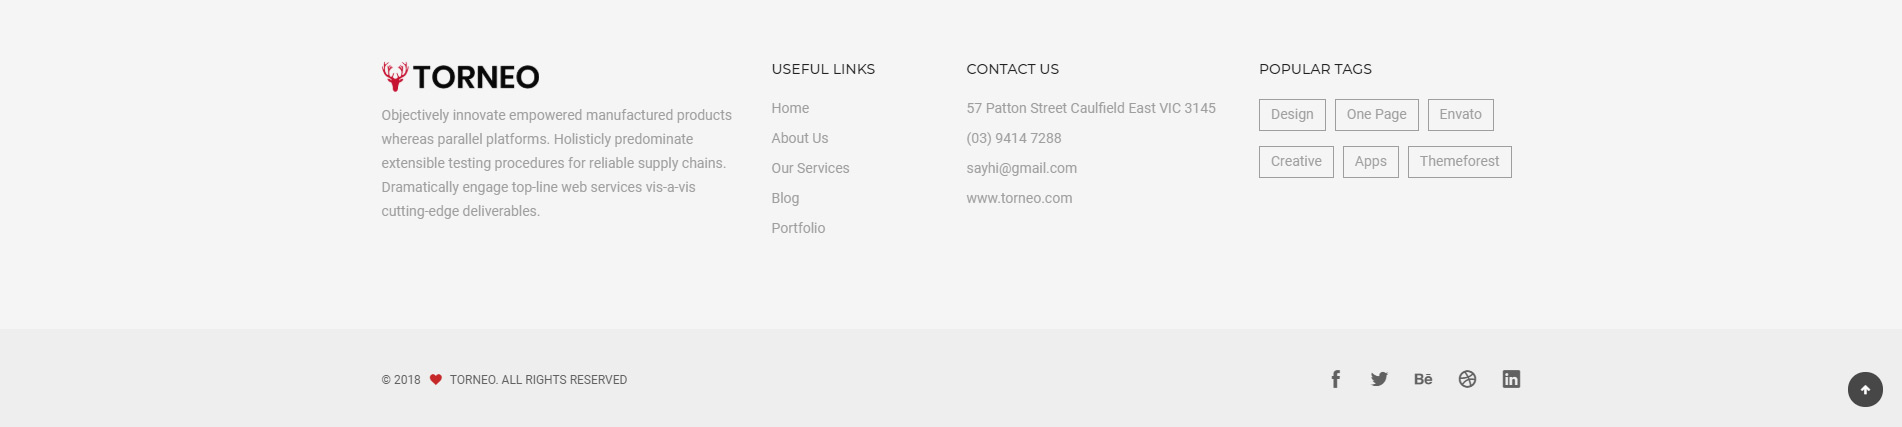 TORNEO
Objectively innovate empowered manufactured products
whereas parallel platforms. Holisticly predominate
extensible testing procedures for reliable supply chains.
Dramatically engage top-line web services vis-a-vis
cutting-edge deliverables.
USEFUL LINKS
Home
About Us
Our Services
Blog
Portfolio
CONTACT US
57 Patton Street Caulfield East VIC 3145
(03) 9414 7288
sayhi@gmail.com
www.torneo.com
POPULAR TAGS
Design One Page Envato
Creative Apps Themeforest
© 2018 ♥ TORNEO. ALL RIGHTS RESERVED